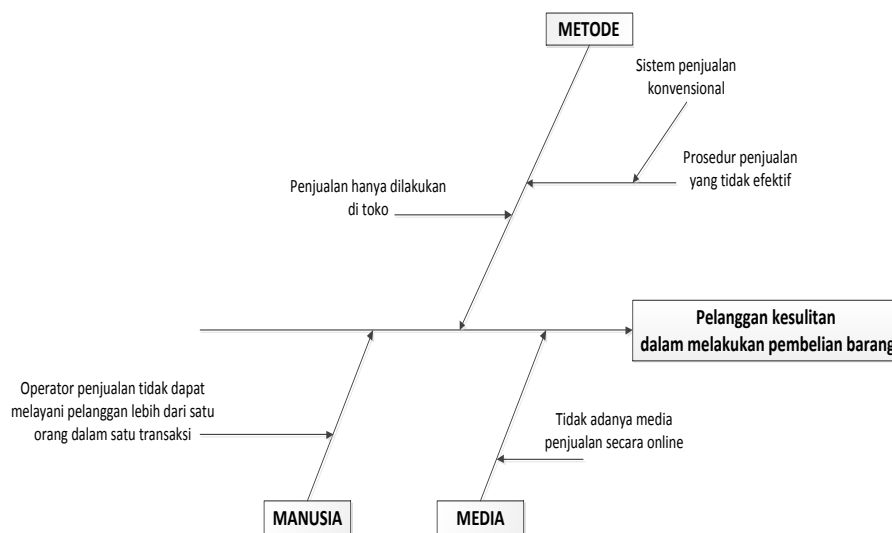 METODE
Sistem penjualan
konvensional
Prosedur penjualan
yang tidak efektif
Penjualan hanya dilakukan
di toko
Pelanggan kesulitan
dalam melakukan pembelian barang
Operator penjualan tidak dapat
melayani pelanggan lebih dari satu
orang dalam satu transaksi
Tidak adanya media
penjualan secara online
MANUSIA
MEDIA